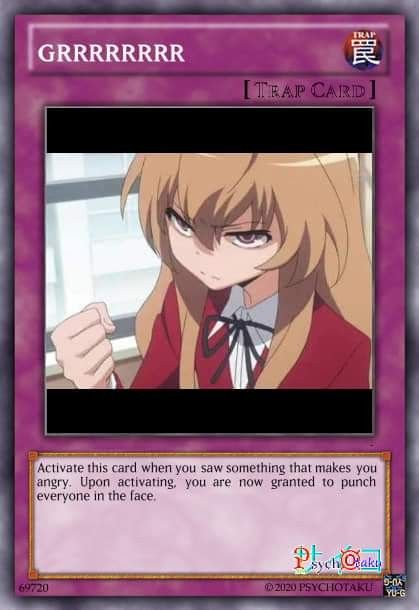 GRRRRRRRR
TRAP
罠
[TRAP CARD]
Activate this card when you saw something that makes you
angry. Upon activating, you are now granted to punch
everyone in the face.
PsychOtaku
69720
©2020 PSYCHOTAKU
YU-G